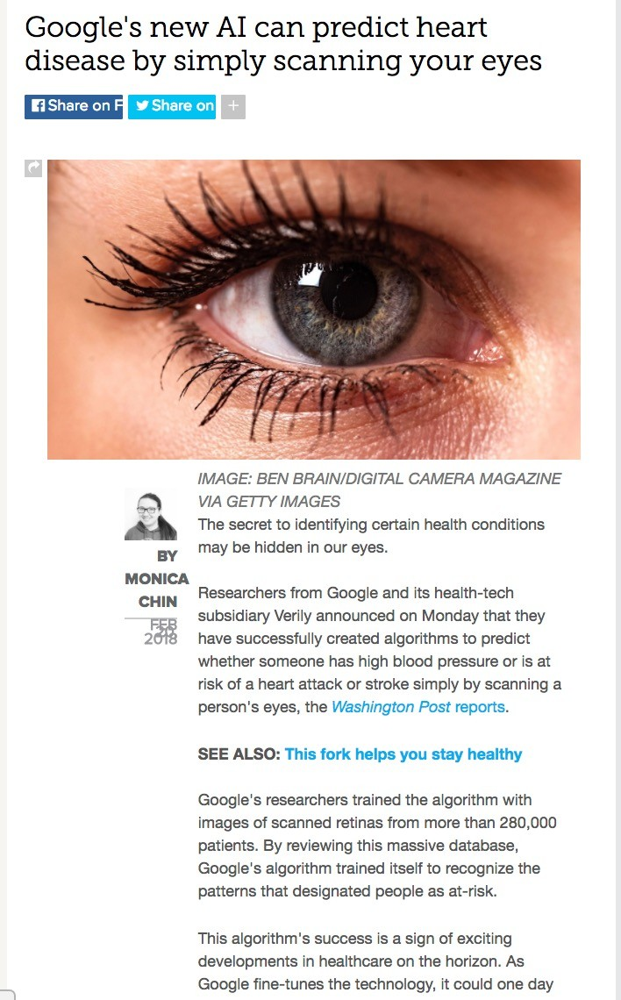 Google's new AI can predict heart
disease by simply scanning your eyes
Share on F
Share on
+
IMAGE: BEN BRAIN/DIGITAL CAMERA MAGAZINE
VIA GETTY IMAGES
BY
MONICA
CHIN
FEB
20
2018
The secret to identifying certain health conditions
may be hidden in our eyes.
Researchers from Google and its health-tech
subsidiary Verily announced on Monday that they
have successfully created algorithms to predict
whether someone has high blood pressure or is at
risk of a heart attack or stroke simply by scanning a
person's eyes, the Washington Post reports.
SEE ALSO: This fork helps you stay healthy
Google's researchers trained the algorithm with
images of scanned retinas from more than 280,000
patients. By reviewing this massive database,
Google's algorithm trained itself to recognize the
patterns that designated people as at-risk.
This algorithm's success is a sign of exciting
developments in healthcare on the horizon. As
Google fine-tunes the technology, it could one day